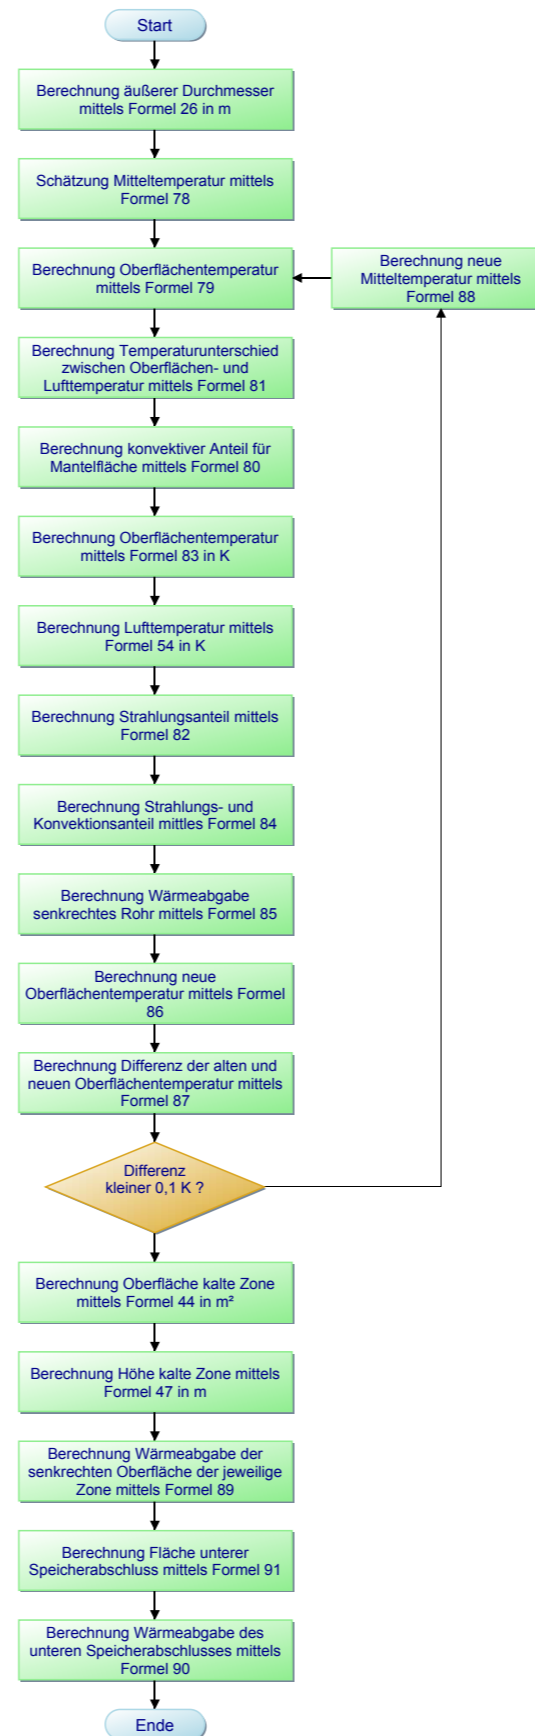 Start
Berechnung äußerer Durchmesser
mittels Formel 26 in m
Schätzung Mitteltemperatur mittels
Formel 78
Berechnung Oberflächentemperatur
mittels Formel 79
Berechnung neue
Mitteltemperatur mittels
Formel 88
Berechnung Temperaturunterschied
zwischen Oberflächen- und
Lufttemperatur mittels Formel 81
Berechnung konvektiver Anteil für
Mantelfläche mittels Formel 80
Berechnung Oberflächentemperatur
mittels Formel 83 in K
Berechnung Lufttemperatur mittels
Formel 54 in K
Berechnung Strahlungsanteil mittels
Formel 82
Berechnung Strahlungs- und
Konvektionsanteil mittles Formel 84
Berechnung Wärmeabgabe
senkrechtes Rohr mittels Formel 85
Berechnung neue
Oberflächentemperatur mittels Formel
86
Berechnung Differenz der alten und
neuen Oberflächentemperatur mittels
Formel 87
Differenz
kleiner 0,1 K ?
Berechnung Oberfläche kalte Zone
mittels Formel 44 in m²
Berechnung Höhe kalte Zone mittels
Formel 47 in m
Berechnung Wärmeabgabe der
senkrechten Oberfläche der jeweilige
Zone mittels Formel 89
Berechnung Fläche unterer
Speicherabschluss mittels Formel 91
Berechnung Wärmeabgabe des
unteren Speicherabschlusses mittels
Formel 90
Ende